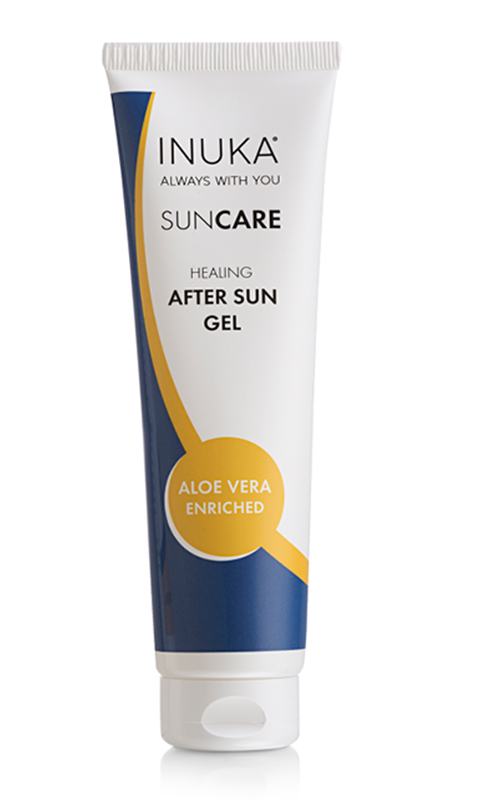 INUKA®
ALWAYS WITH YOU
SUNCARE
HEALING
AFTER SUN
GEL
ALOE VERA
ENRICHED